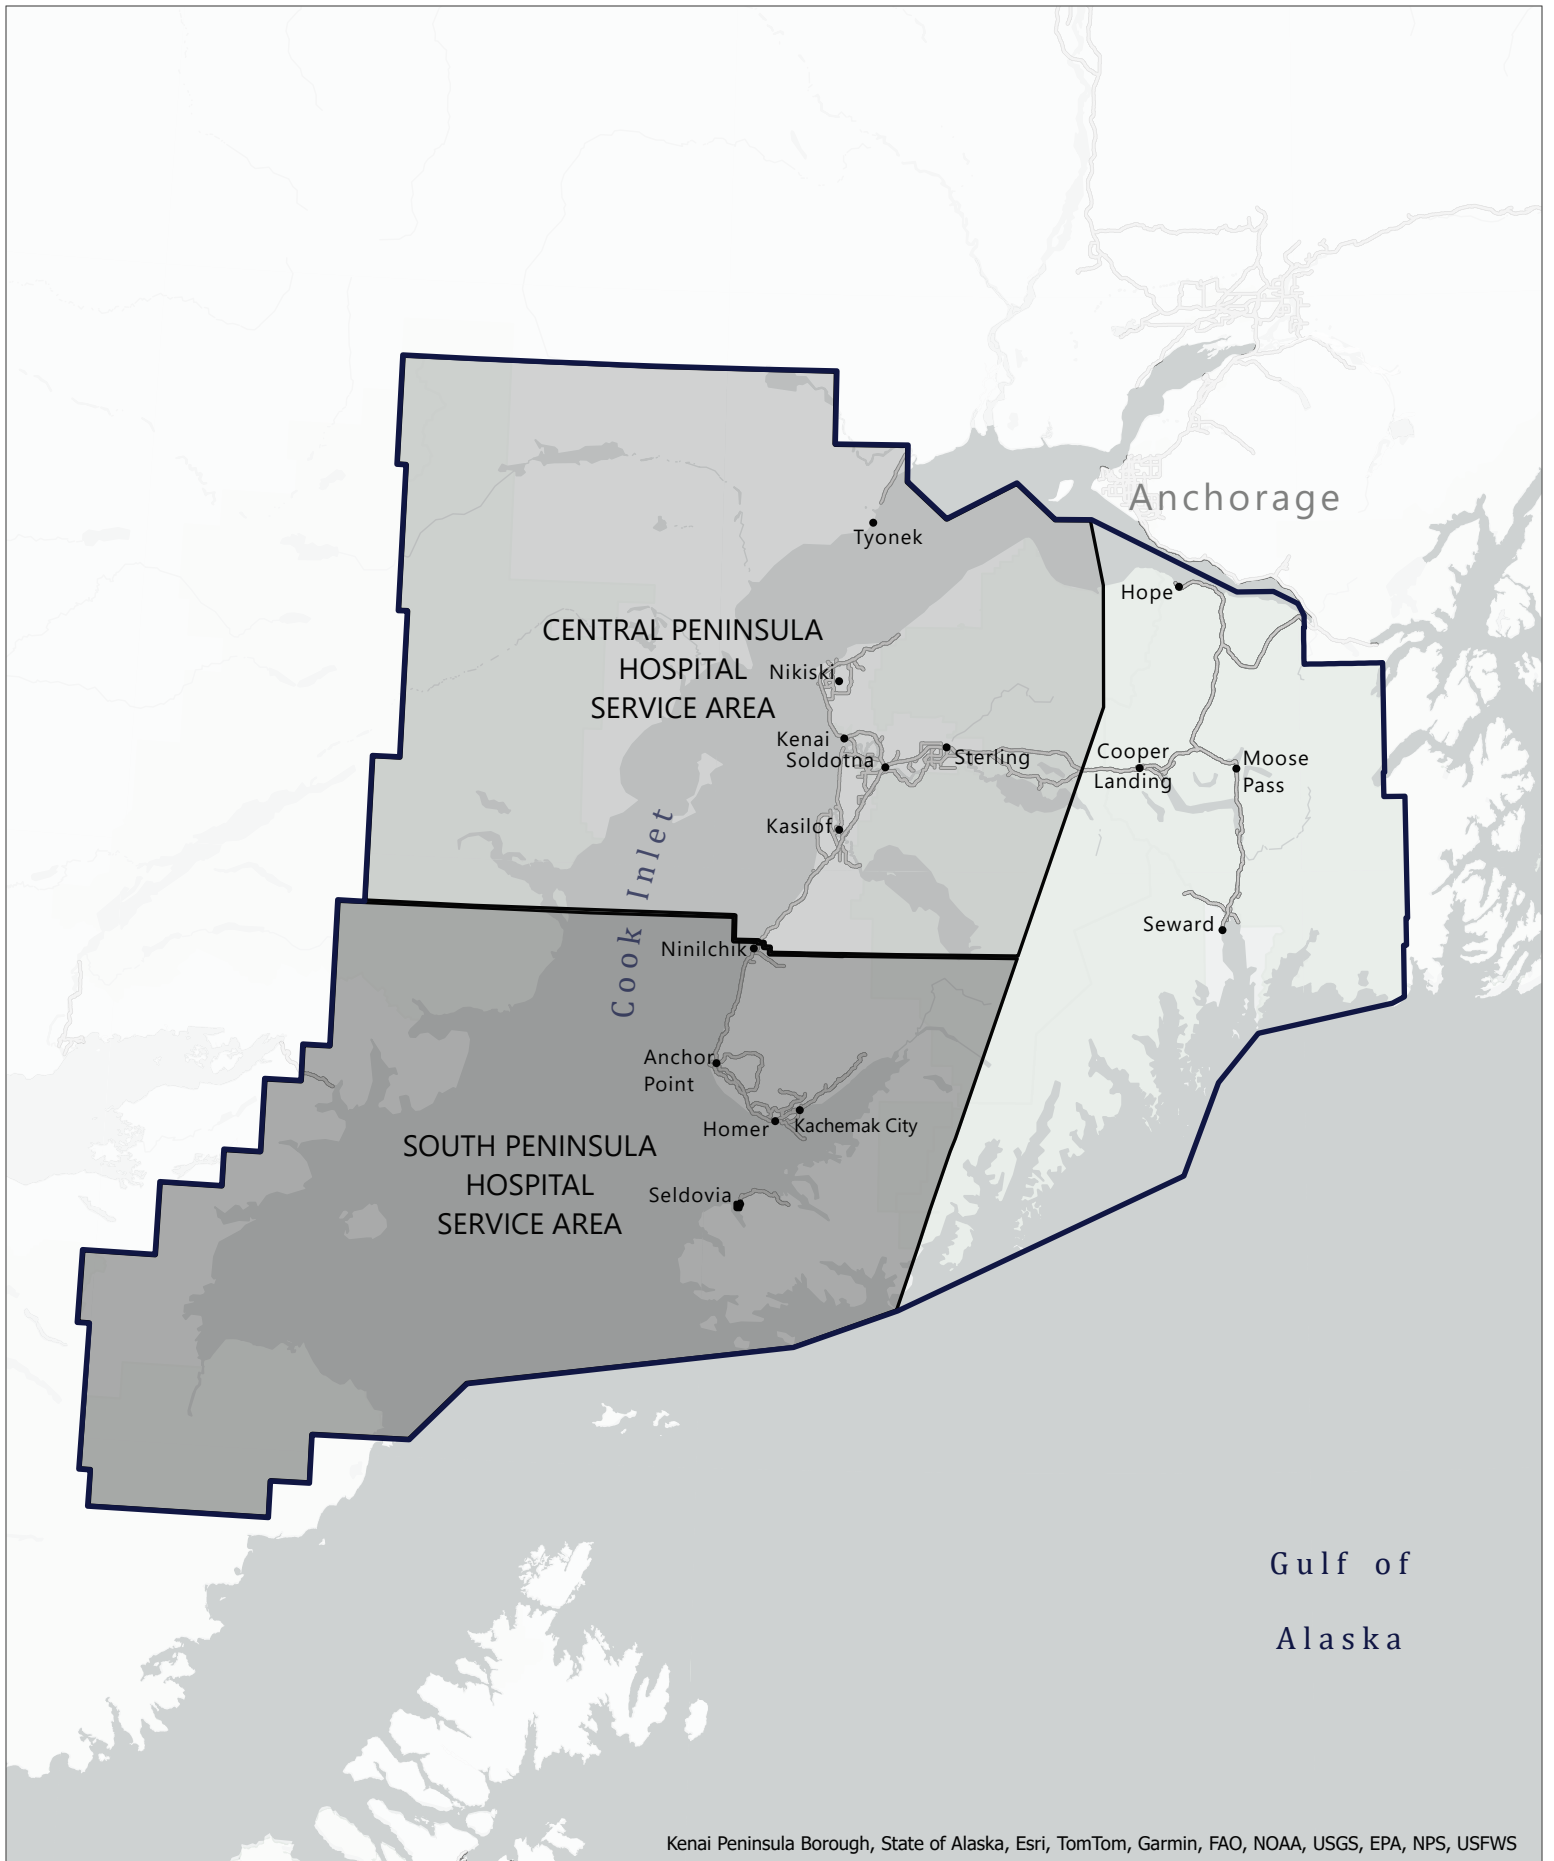 Anchorage
Tyonek
Hope
CENTRAL PENINSULA
HOSPITAL
SERVICE AREA
Nikiski
Kenai
Soldotna
Sterling
Cooper
Landing
Moose
Pass
Kasilof
Cook Inlet
Seward
Ninilchik
Anchor
Point
Homer
Kachemak City
SOUTH PENINSULA
HOSPITAL
SERVICE AREA
Seldovia
Gulf of
Alaska
Kenai Peninsula Borough, State of Alaska, Esri, TomTom, Garmin, FAO, NOAA, USGS, EPA, NPS, USFWS